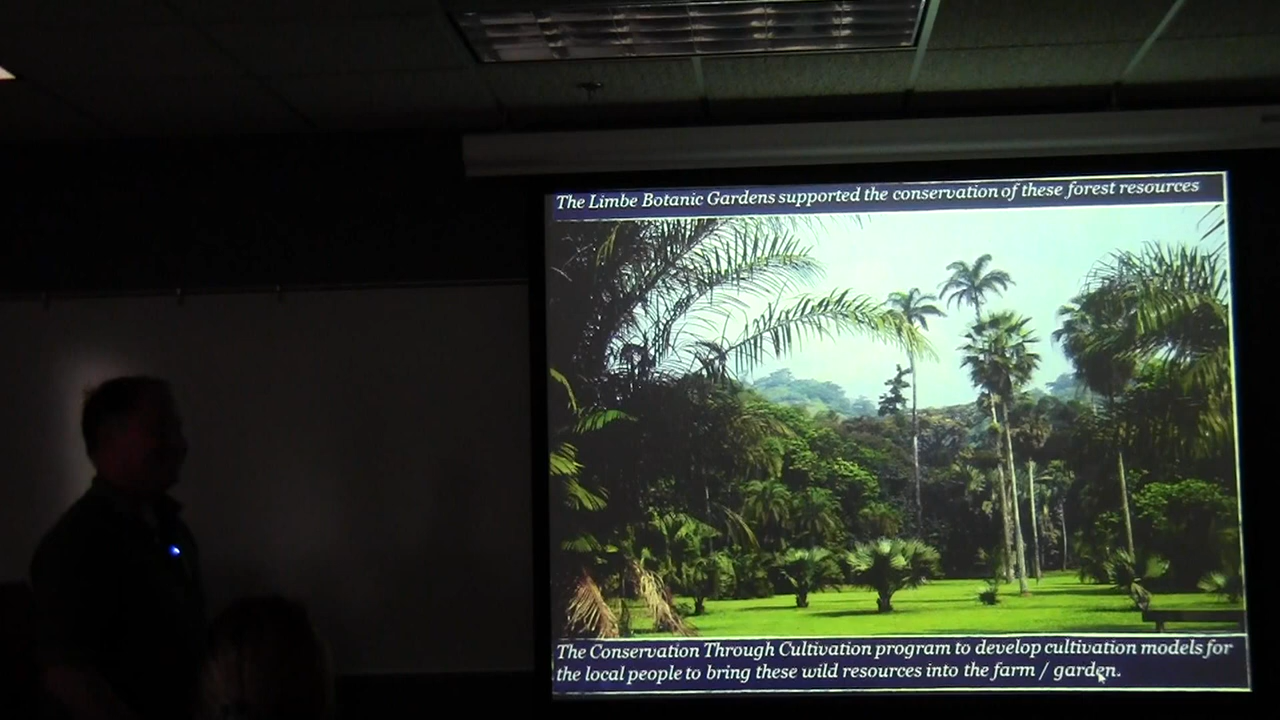 The Limbe Botanic Gardens supported the conservation of these forest resources
The Conservation Through Cultivation program to develop cultivation models for
the local people to bring these wild resources into the farm / garden.